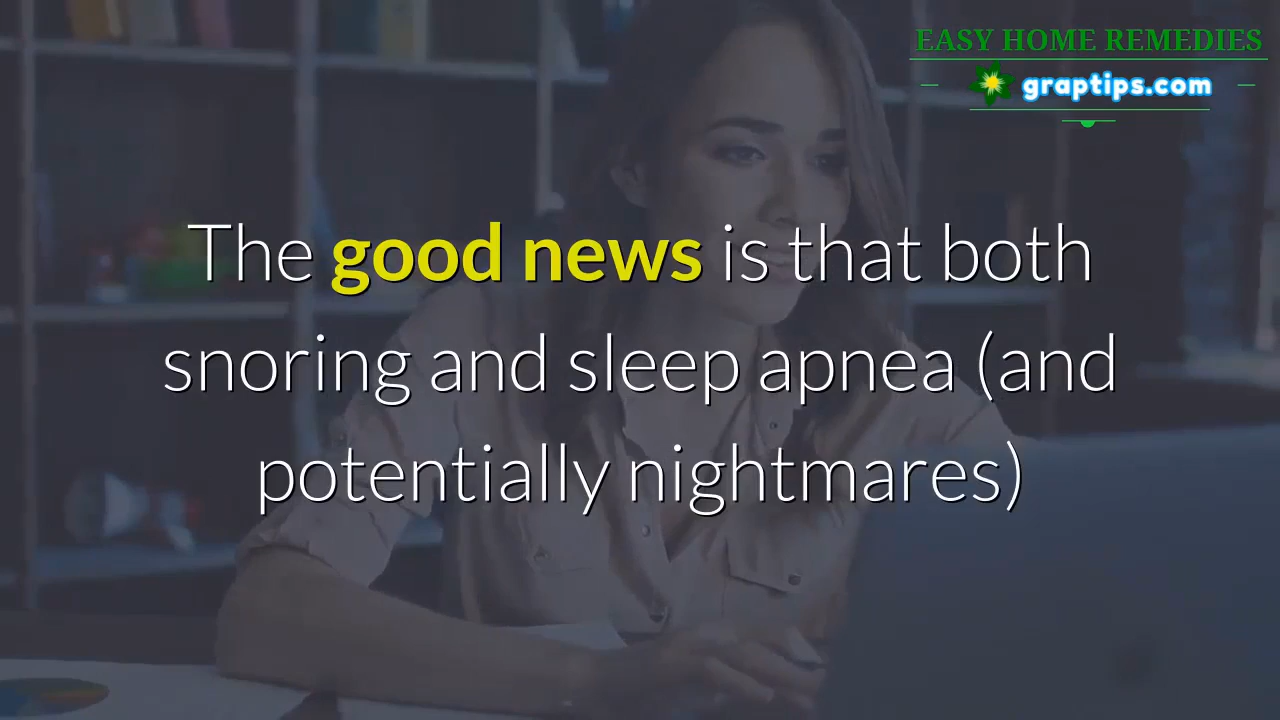 EASY HOME REMEDIES
graptips.com
The good news is that both
snoring and sleep apnea (and
potentially nightmares)